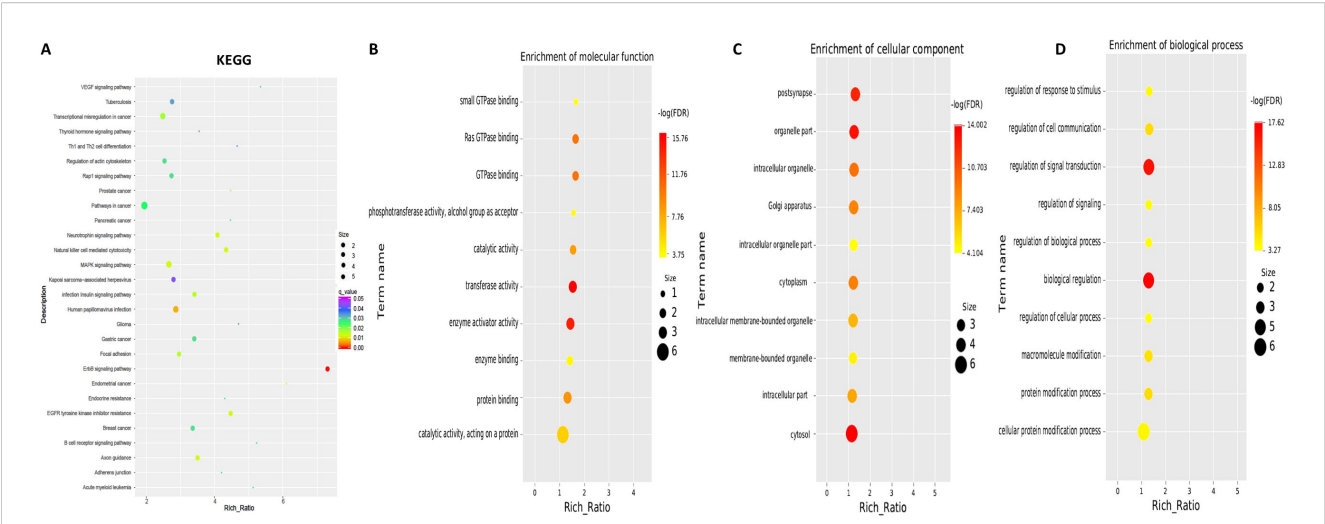 A
KEGG
Description
VEGF signaling pathway
Tuberculosis
Transcriptional misregulation in cancer
Thyroid hormone signaling pathway
Th1 and Th2 cell differentiation
Regulation of actin cytoskeleton
Rap1 signaling pathway
Prostate cancer
Pathways in cancer
Pancreatic cancer
Neurotrophin signaling pathway
Natural killer cell mediated cytotoxicity
MAPK signaling pathway
Kaposi sarcoma-associated herpesvirus
infection Insulin signaling pathway
Human papillomavirus infection
Glioma
Gastric cancer
Focal adhesion
ErbB signaling pathway
Endometrial cancer
Endocrine resistance
EGFR tyrosine kinase inhibitor resistance
Breast cancer
B cell receptor signaling pathway
Axon guidance
Adherens junction
Acute myeloid leukemia
2 4 6
Rich_Ratio
Size
2
3
4
5
q_value
0.05
0.04
0.03
0.02
0.01
0.00
B
Enrichment of molecular function
Term name
small GTPase binding
Ras GTPase binding
GTPase binding
phosphotransferase activity, alcohol group as acceptor
catalytic activity
transferase activity
enzyme activator activity
enzyme binding
protein binding
catalytic activity, acting on a protein
0 1 2 3 4
Rich_Ratio
-log(FDR)
15.76
11.76
7.76
3.75
Size
1
2
3
6
C
Enrichment of cellular component
Term name
postsynapse
organelle part
intracellular organelle
Golgi apparatus
intracellular organelle part
cytoplasm
intracellular membrane-bounded organelle
membrane-bounded organelle
intracellular part
cytosol
0 1 2 3 4 5
Rich_Ratio
-log(FDR)
14.002
10.703
7.403
4.104
Size
3
4
6
D
Enrichment of biological process
Term name
regulation of response to stimulus
regulation of cell communication
regulation of signal transduction
regulation of signaling
regulation of biological process
biological regulation
regulation of cellular process
macromolecule modification
protein modification process
cellular protein modification process
0 1 2 3 4 5
Rich_Ratio
-log(FDR)
17.62
12.83
8.05
3.27
Size
2
3
5
6